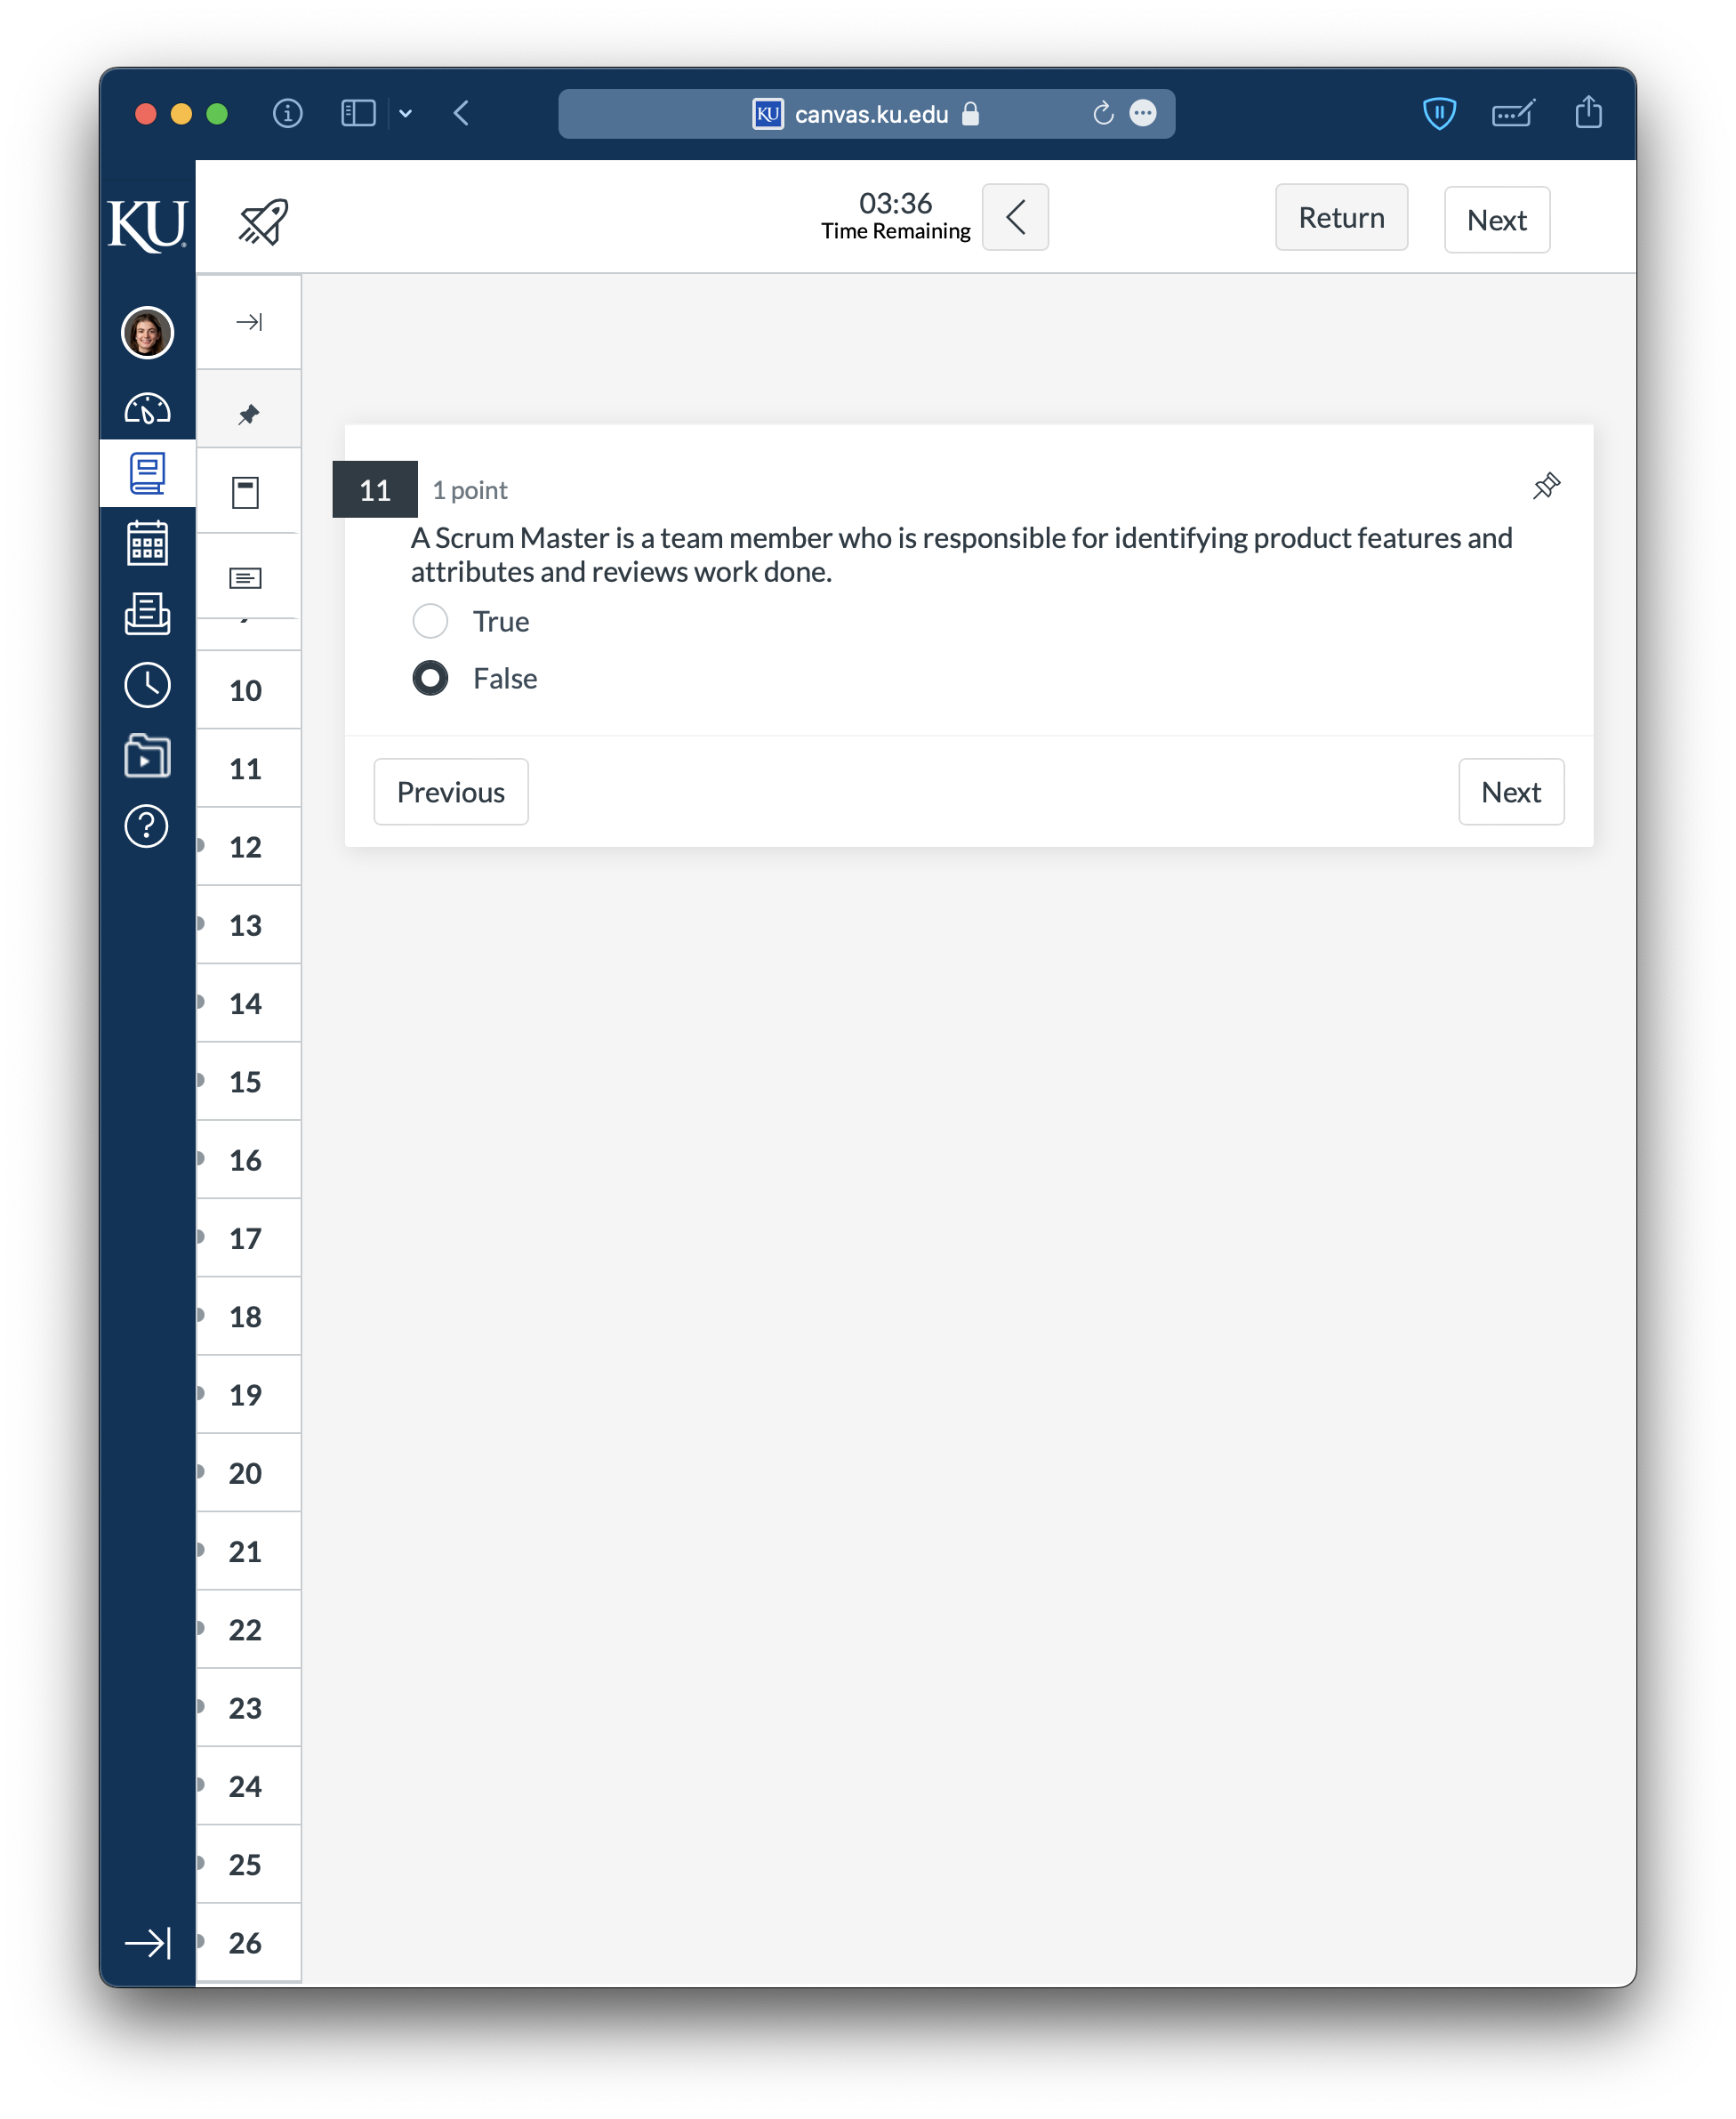 KU canvas.ku.edu
KU
03:36
Time Remaining
Return
Next
11
1 point
A Scrum Master is a team member who is responsible for identifying product features and
attributes and reviews work done.
True
False
Previous
Next
10
11
12
13
14
15
16
17
18
19
20
21
22
23
24
25
26